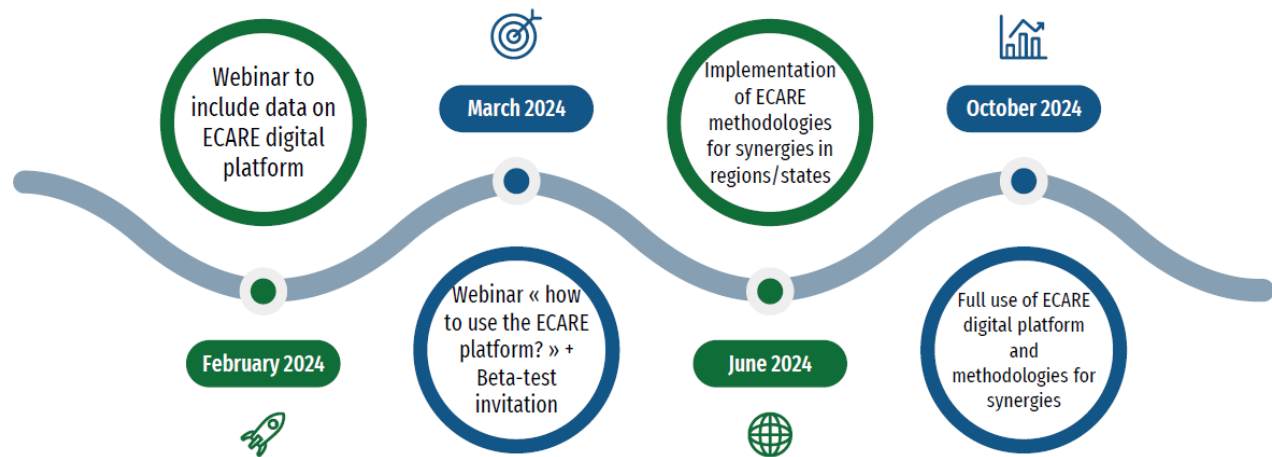 Webinar to
include data on
ECARE digital
platform
February 2024
March 2024
Webinar « how
to use the ECARE
platform? » +
Beta-test
invitation
Implementation
of ECARE
methodologies
for synergies in
regions/states
June 2024
October 2024
Full use of ECARE
digital platform
and
methodologies for
synergies